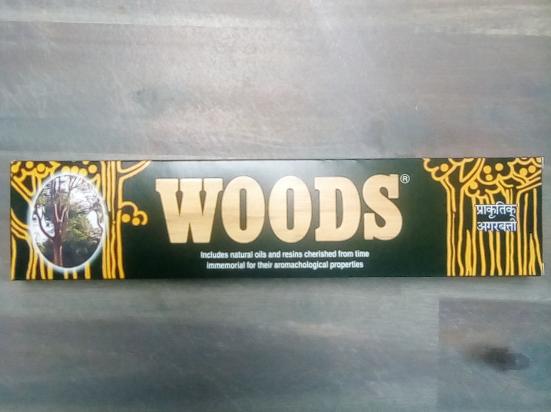 WOODS®
Includes natural oils and resins cherished from time
immemorial for their aromachological properties
प्राकृतिक
अगरबत्ती